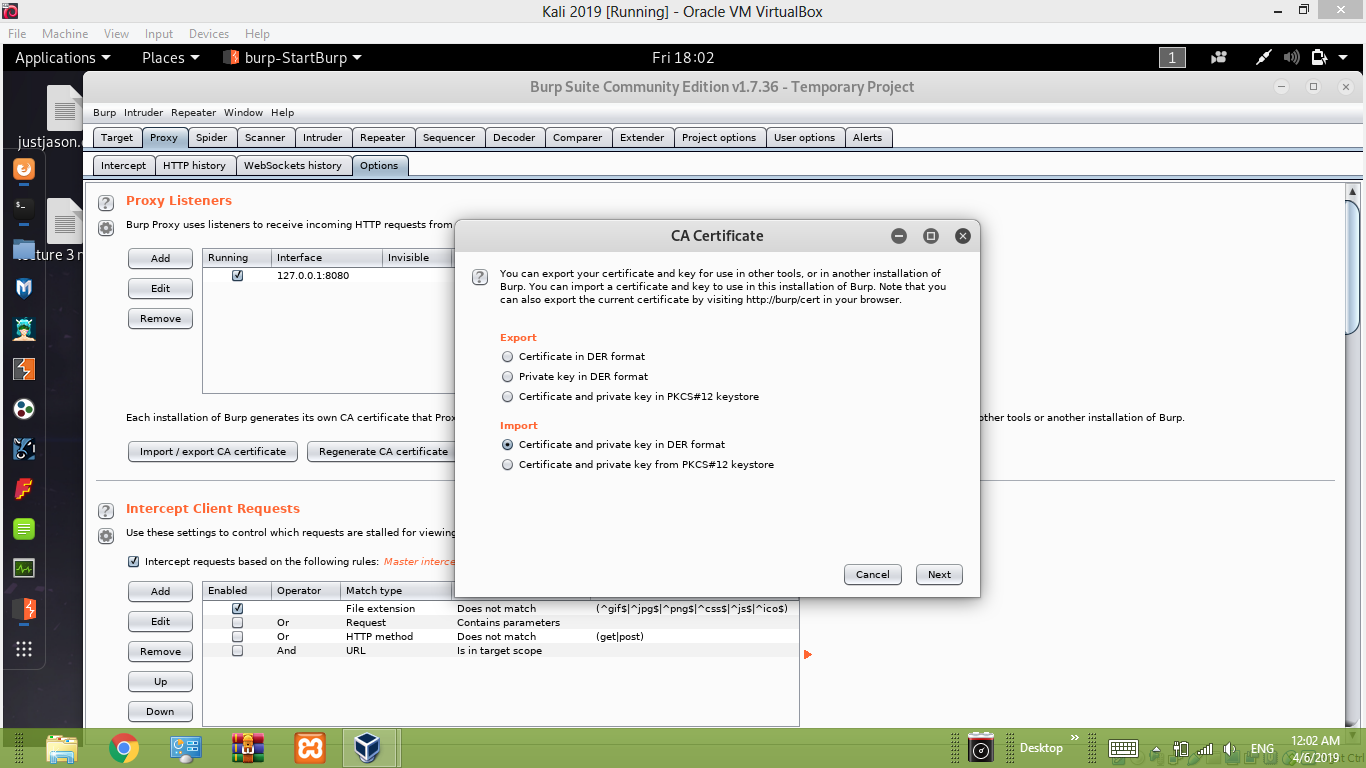 Kali 2019 [Running] - Oracle VM VirtualBox
File Machine View Input Devices Help
Applications Places burp-StartBurp Fri 18:02 1
Burp Suite Community Edition v1.7.36 - Temporary Project
Burp Intruder Repeater Window Help
Target Proxy Spider Scanner Intruder Repeater Sequencer Decoder Comparer Extender Project options User options Alerts
Intercept HTTP history WebSockets history Options
justjason.
ture 3
? Proxy Listeners
Burp Proxy uses listeners to receive incoming HTTP requests from
Add
Edit
Remove
Running Interface Invisible
127.0.0.1:8080
Each installation of Burp generates its own CA certificate that Prox
other tools or another installation of Burp.
Import / export CA certificate Regenerate CA certificate
CA Certificate
? You can export your certificate and key for use in other tools, or in another installation of
Burp. You can import a certificate and key to use in this installation of Burp. Note that you
can also export the current certificate by visiting http://burp/cert in your browser.
Export
Certificate in DER format
Private key in DER format
Certificate and private key in PKCS#12 keystore
Import
Certificate and private key in DER format
Certificate and private key from PKCS#12 keystore
Cancel Next
? Intercept Client Requests
Use these settings to control which requests are stalled for viewing
Intercept requests based on the following rules: Master interce
Add
Edit
Remove
Up
Down
Enabled Operator Match type
File extension Does not match (^gif$|^jpg$|^png$|^css$|^js$|^ico$)
Or Request Contains parameters
Or HTTP method Does not match (get|post)
And URL Is in target scope
Desktop » ENG 12:02 AM
4/6/2019
Ctrl